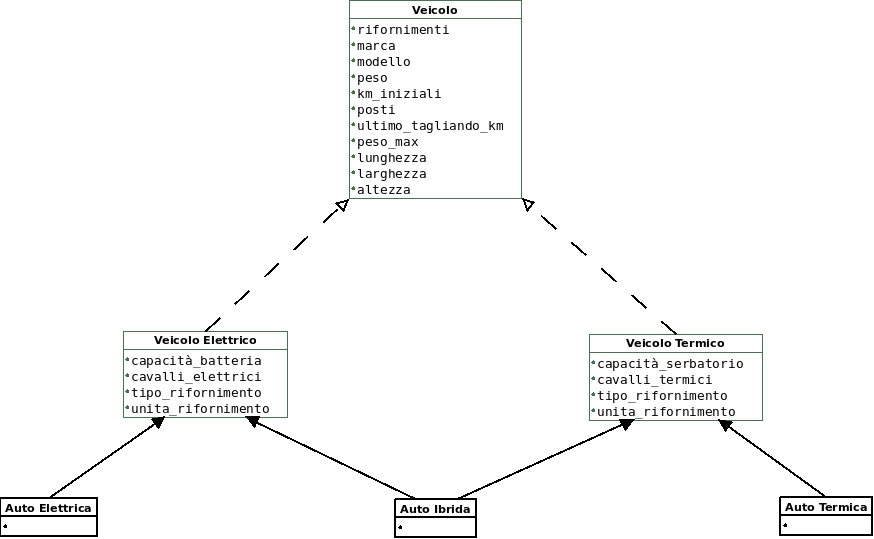 Veicolo
rifornimenti
marca
modello
peso
km_iniziali
posti
ultimo_tagliando_km
peso_max
lunghezza
larghezza
altezza
Veicolo Elettrico
capacità_batteria
cavalli_elettrici
tipo_rifornimento
unita_rifornimento
Veicolo Termico
capacità_serbatorio
cavalli_termici
tipo_rifornimento
unita_rifornimento
Auto Elettrica
Auto Ibrida
Auto Termica